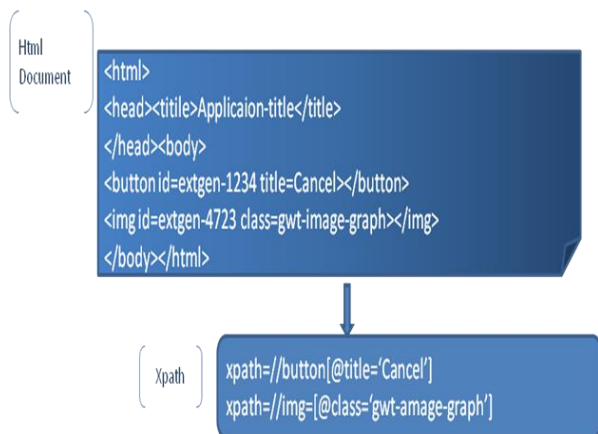 Html
Document
<html>
<head><titile>Applicaion-title</title>
</head><body>
<button id=extgen-1234 title=Cancel></button>
<img id=extgen-4723 class=gwt-image-graph></img>
</body></html>
Xpath
xpath=//button[@title=‘Cancel’]
xpath=//img=[@class=‘gwt-amage-graph’]